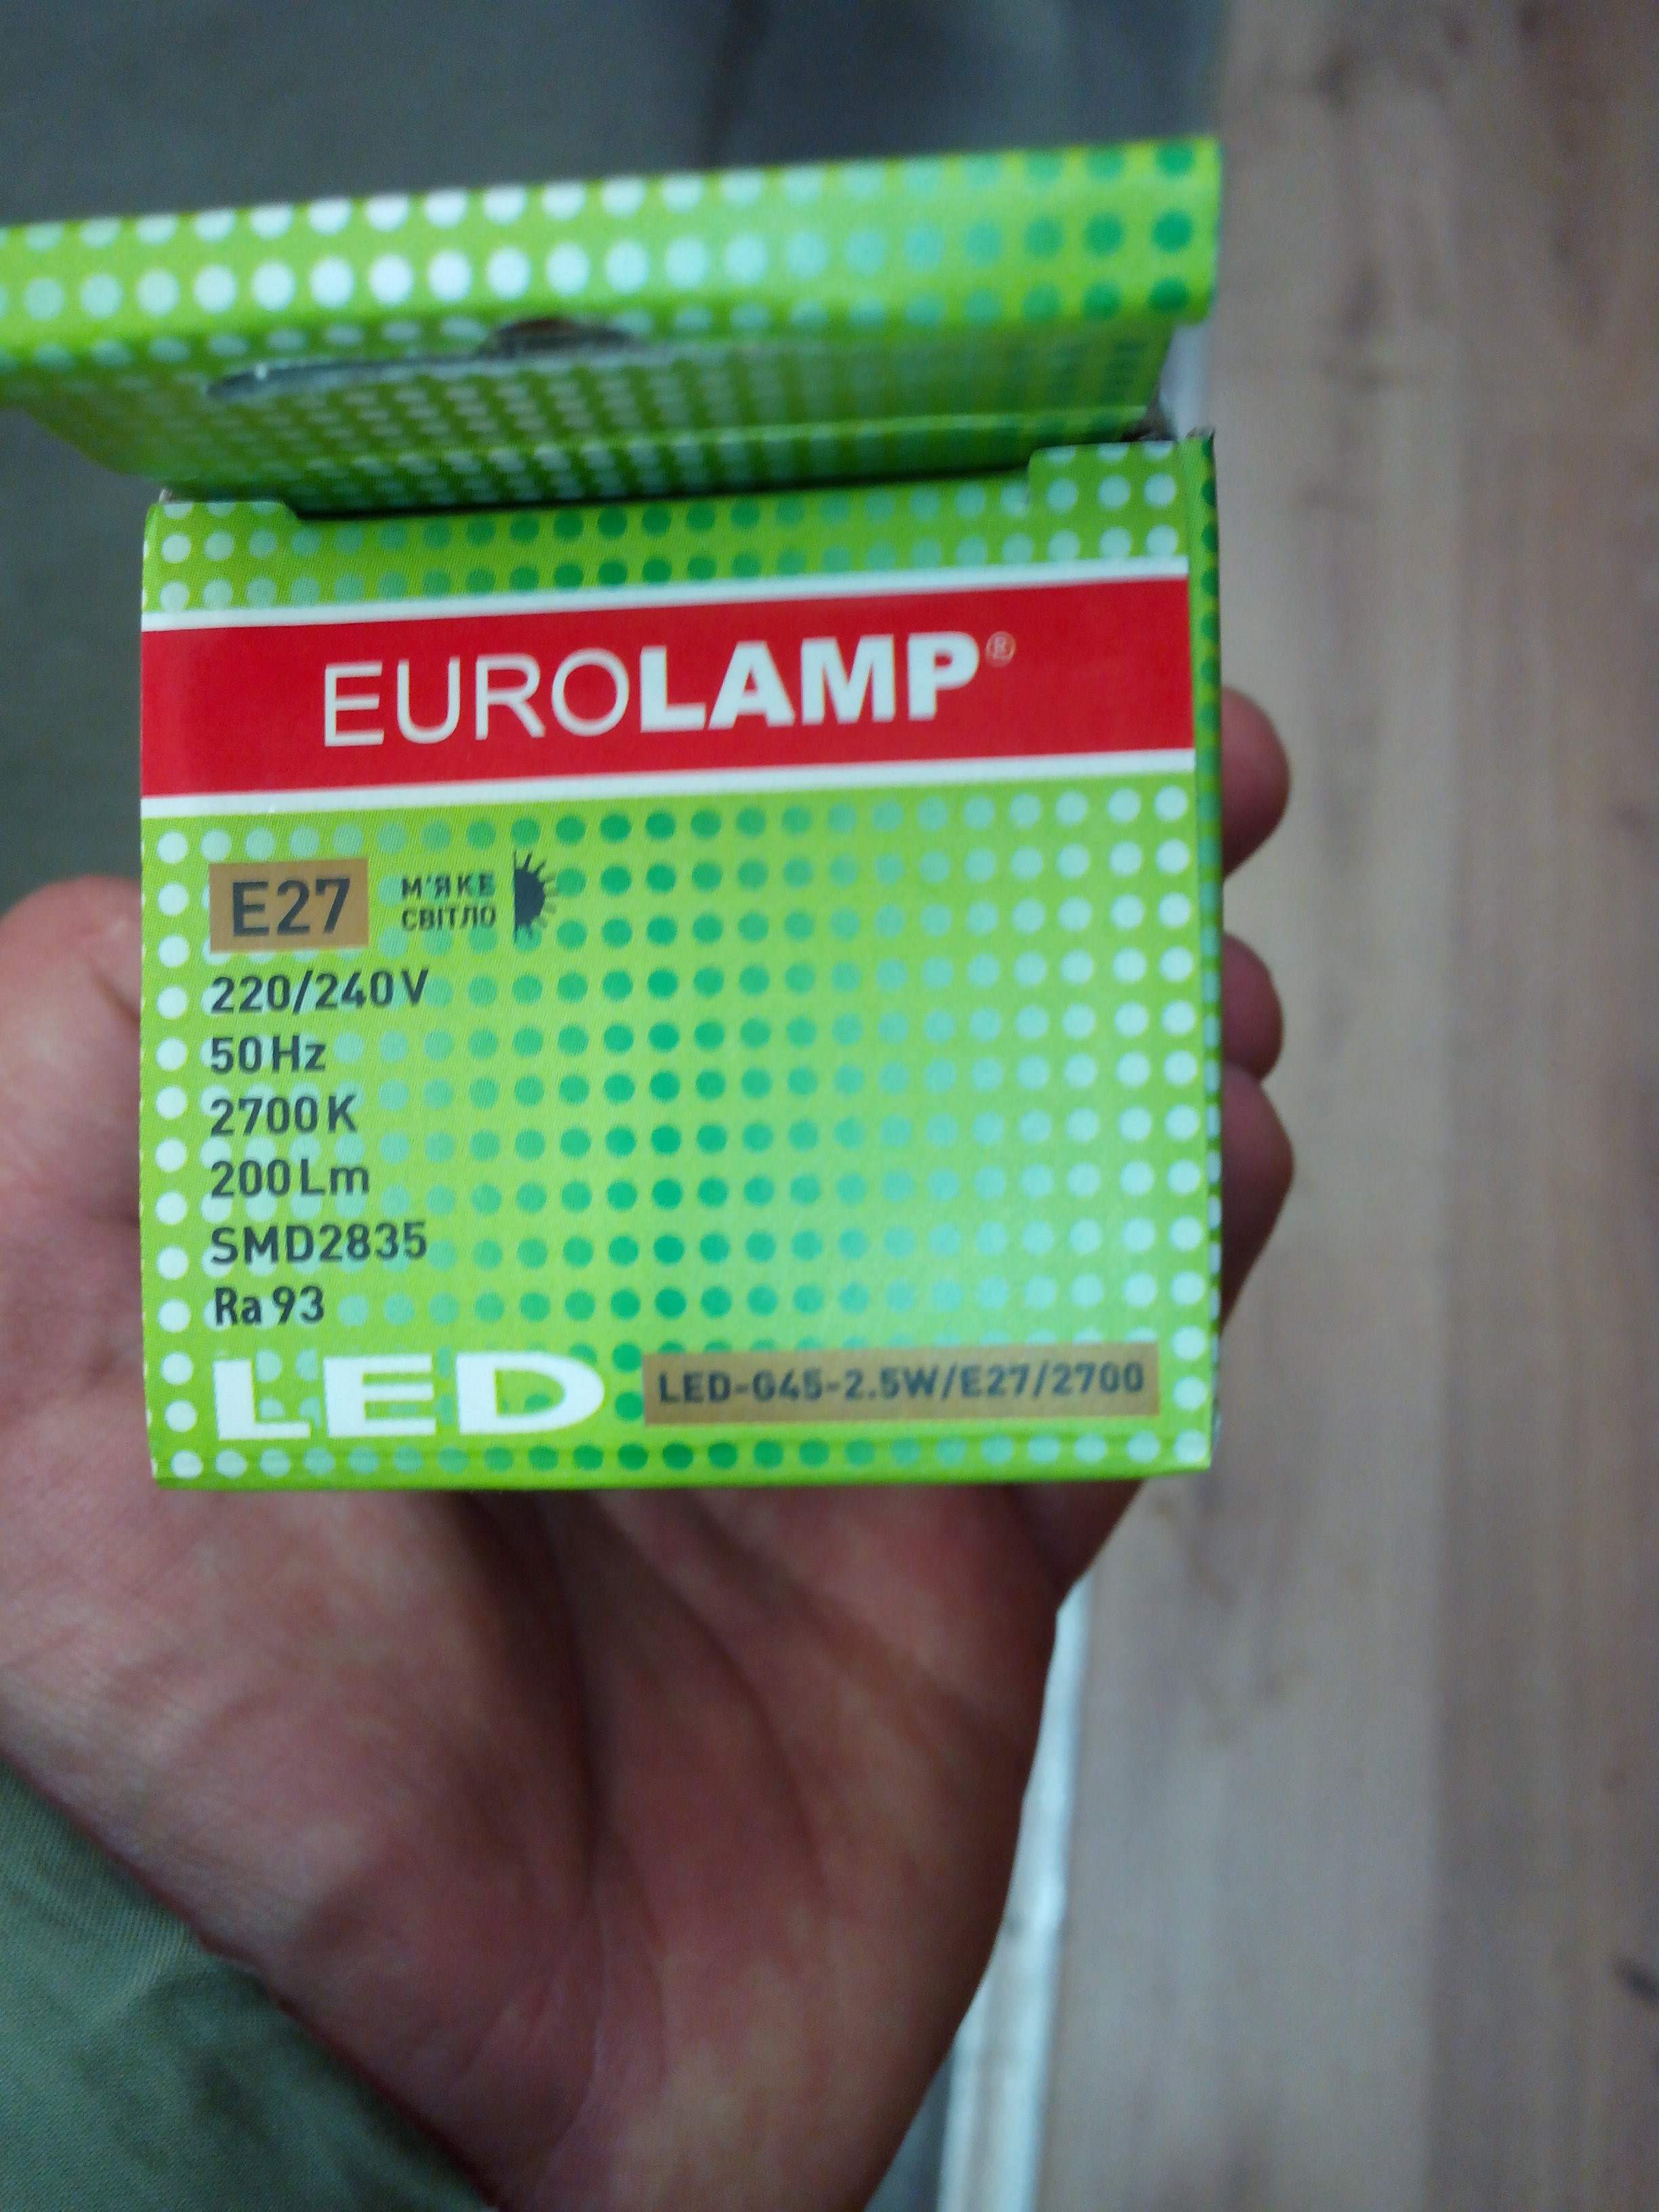 EUROLAMP®
E27
М'ЯКЕ
СВІТЛО
220/240V
50Hz
2700K
200Lm
SMD2835
Ra93
LED
LED-G45-2.5W/E27/2700